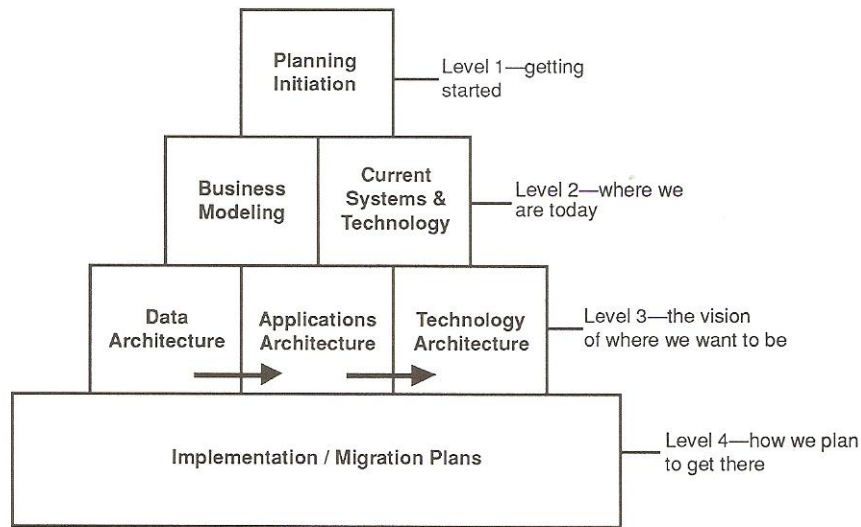 Planning
Initiation
Level 1—getting
started
Business
Modeling
Current
Systems &
Technology
Level 2—where we
are today
Data
Architecture
Applications
Architecture
Technology
Architecture
Level 3—the vision
of where we want to be
Implementation / Migration Plans
Level 4—how we plan
to get there